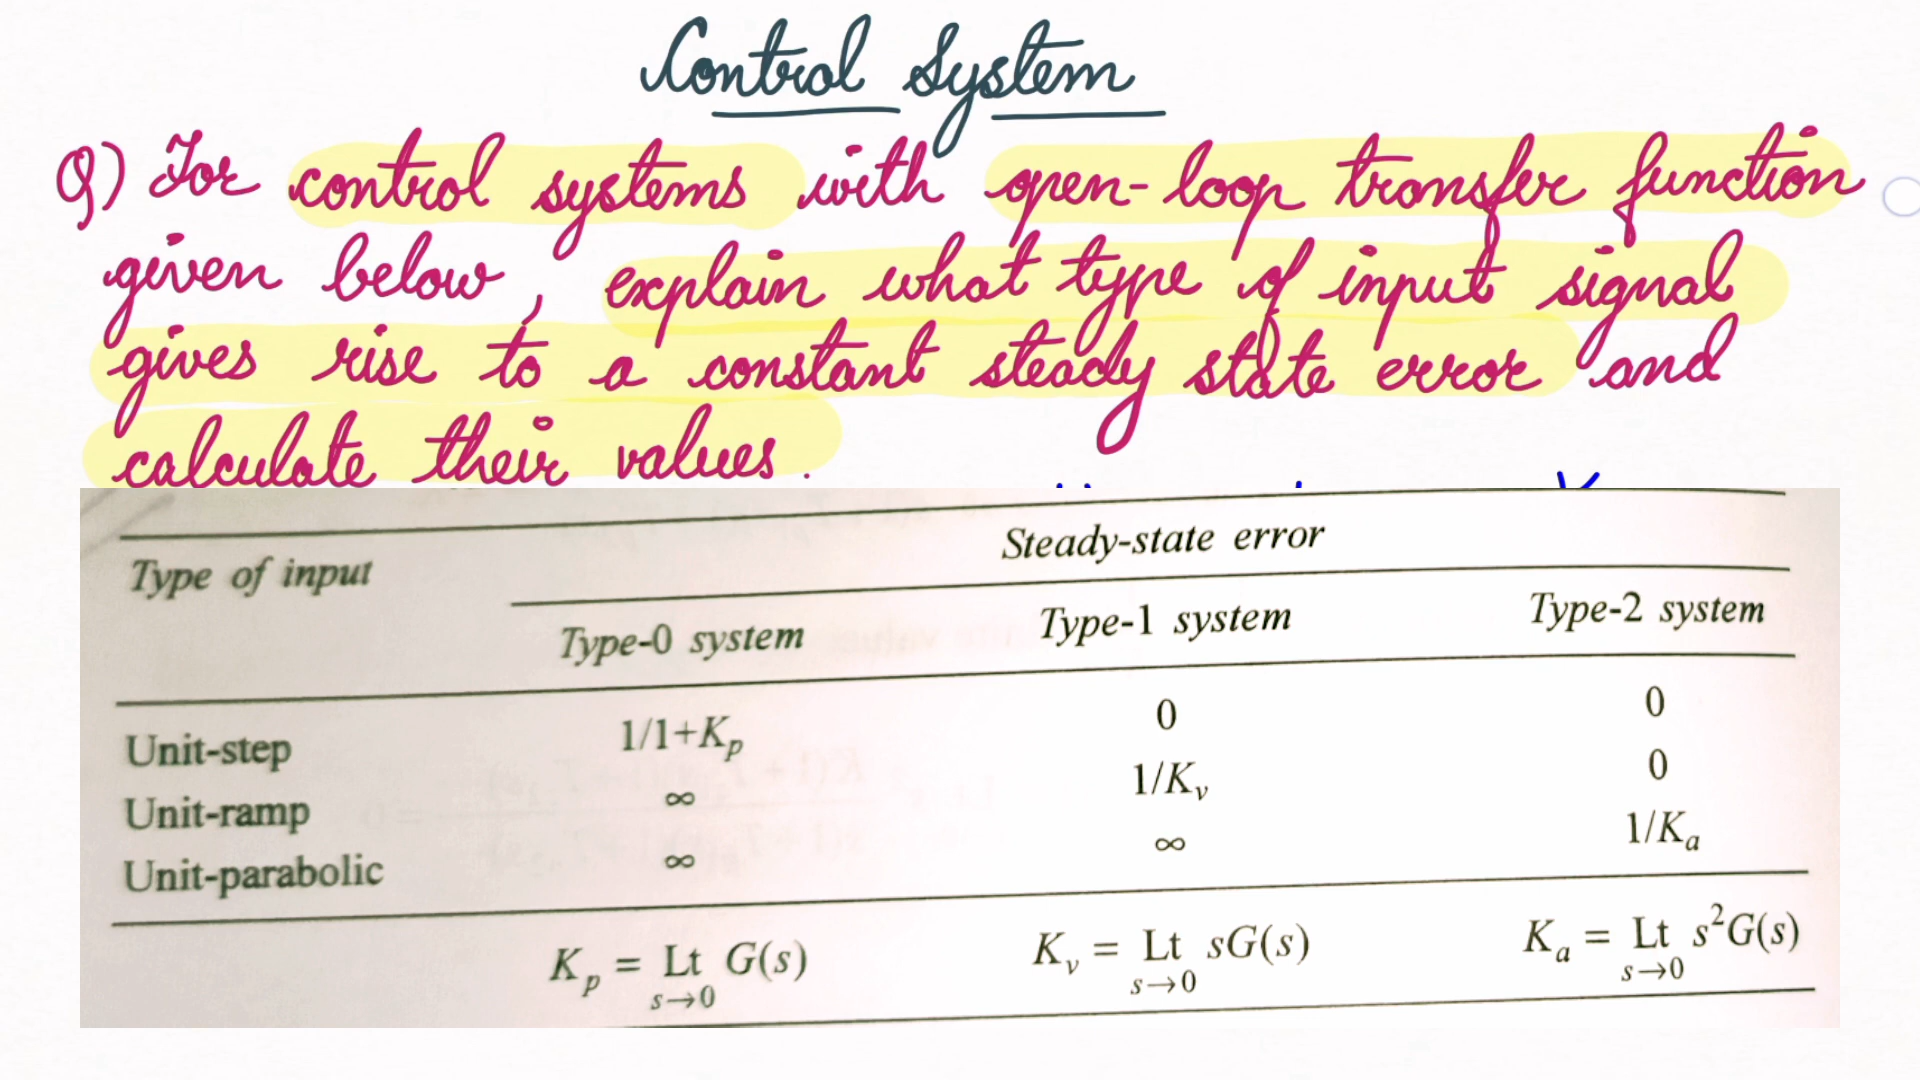 Control System
Q) For control systems with open-loop transfer function
given below, explain what type of input signal
gives rise to a constant steady state error and
calculate their values.
Type of input Steady-state error
Type-0 system Type-1 system Type-2 system
Unit-step 1/1+Kp 0 0
Unit-ramp ∞ 1/Kv 0
Unit-parabolic ∞ ∞ 1/Ka
Kp = Lt G(s) Kv = Lt sG(s) Ka = Lt s²G(s)
s→0 s→0 s→0